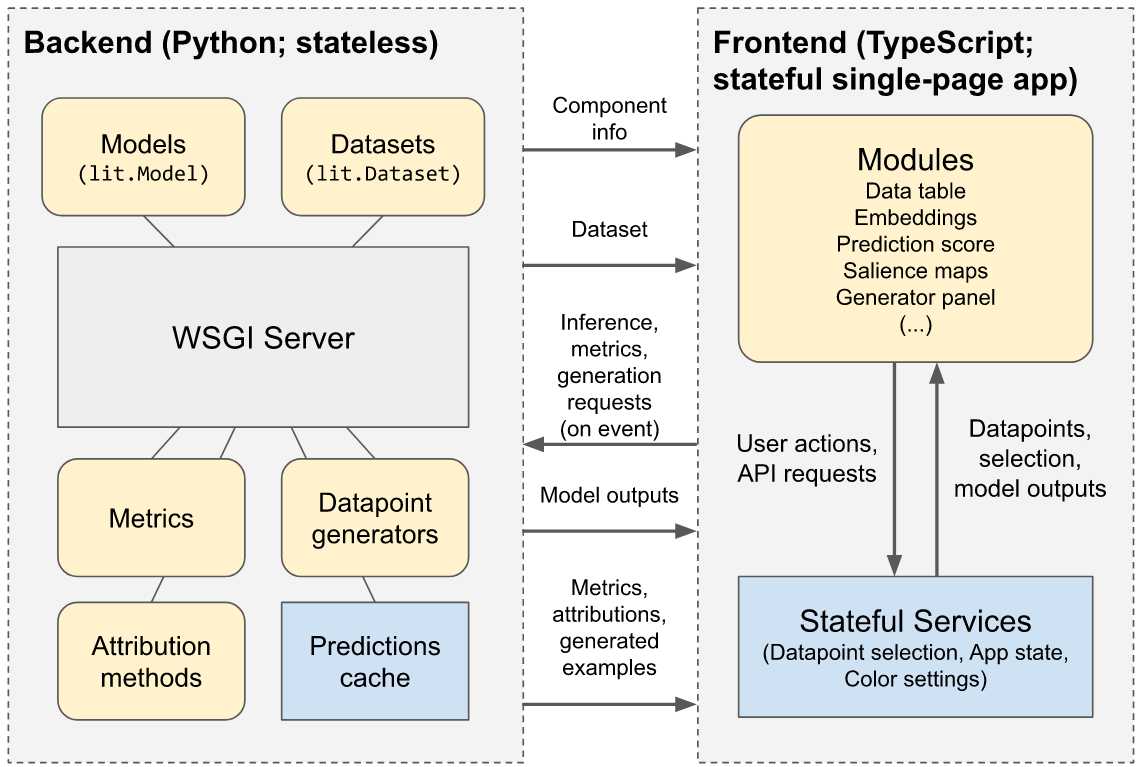 Backend (Python; stateless)
Models
(lit.Model)
Datasets
(lit.Dataset)
WSGI Server
Metrics
Datapoint
generators
Attribution
methods
Predictions
cache
Component
info
Dataset
Inference,
metrics,
generation
requests
(on event)
Model outputs
Metrics,
attributions,
generated
examples
Frontend (TypeScript;
stateful single-page app)
Modules
Data table
Embeddings
Prediction score
Salience maps
Generator panel
(...)
User actions,
API requests
Datapoints,
selection,
model outputs
Stateful Services
(Datapoint selection, App state,
Color settings)